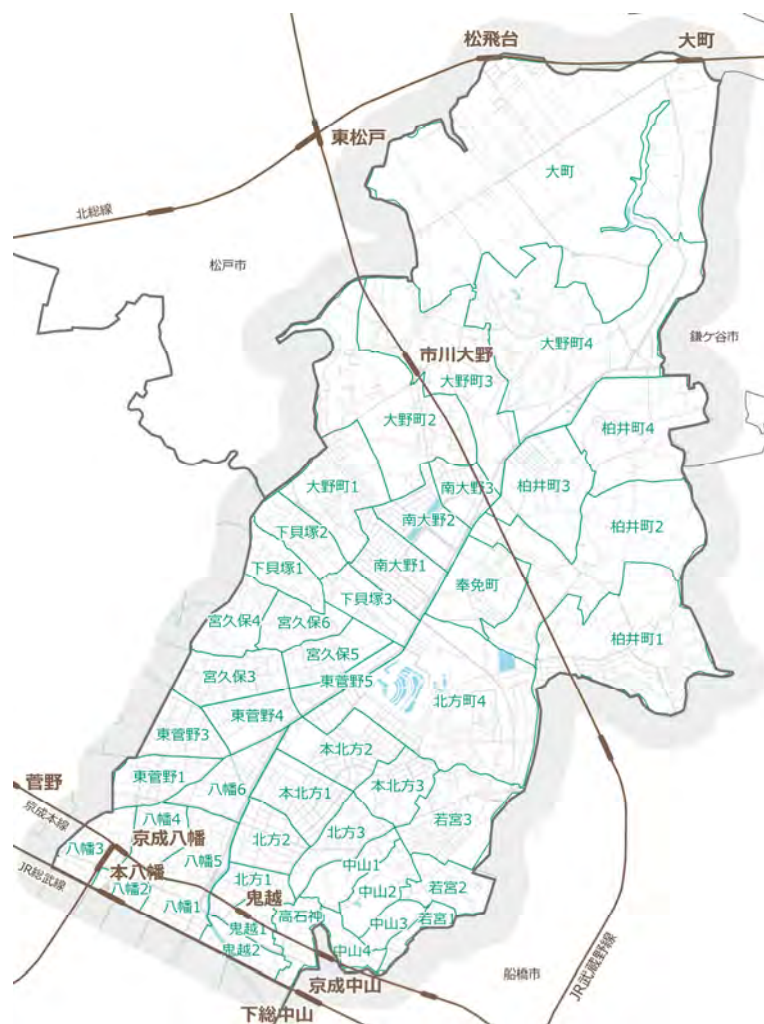 松飛台
大町
東松戸
大町
北総線
松戸市
鎌ケ谷市
大野町4
市川大野
大野町3
大野町2
柏井町4
大野町1
南大野3
柏井町3
南大野2
柏井町2
下貝塚2
下貝塚1
南大野1
奉免町
下貝塚3
宮久保4
宮久保6
柏井町1
宮久保5
宮久保3
東菅野5
北方町4
東菅野4
東菅野3
本北方2
東菅野1
本北方3
菅野
八幡6
本北方1
京成本線
八幡4
若宮3
京成八幡
北方2
北方3
八幡3
八幡5
中山1
本八幡
JR総武線
北方1
八幡2
中山2
若宮2
八幡1
鬼越
高石神
中山3
若宮1
鬼越1
鬼越2
中山4
船橋市
京成中山
JR武蔵野線
下総中山